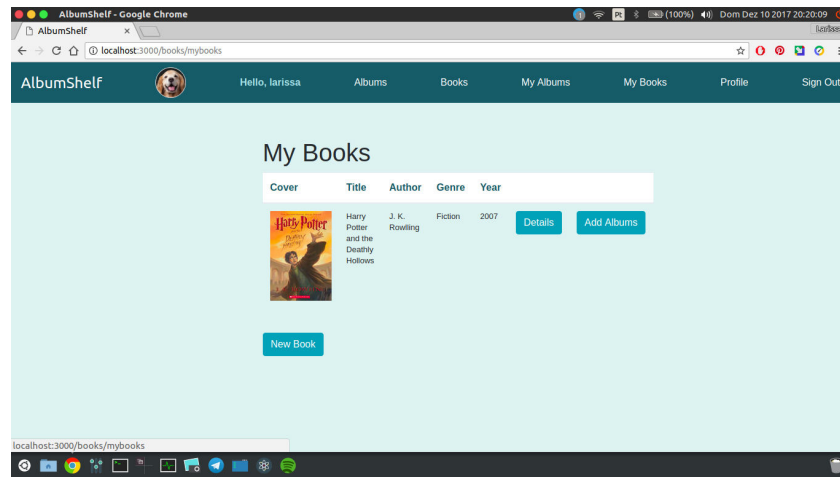 AlbumShelf - Google Chrome
Pt (100%) Dom Dez 10 2017 20:20:09
AlbumShelf
Larissa
localhost:3000/books/mybooks
AlbumShelf Hello, larissa Albums Books My Albums My Books Profile Sign Out
My Books
Cover Title Author Genre Year
Harry Potter
Harry
Potter
and the
Deathly
Hollows
J. K.
Rowlling
Fiction
2007
Details
Add Albums
New Book
localhost:3000/books/mybooks